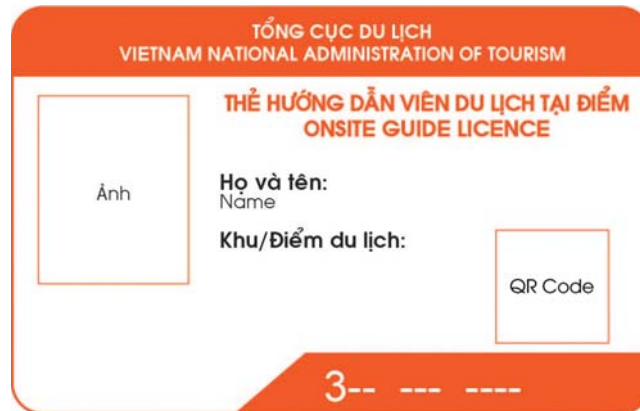 TỔNG CỤC DU LỊCH
VIETNAM NATIONAL ADMINISTRATION OF TOURISM
THẺ HƯỚNG DẪN VIÊN DU LỊCH TẠI ĐIỂM
ONSITE GUIDE LICENCE
Ảnh
Họ và tên:
Name
Khu/Điểm du lịch:
QR Code
3-- --- ----